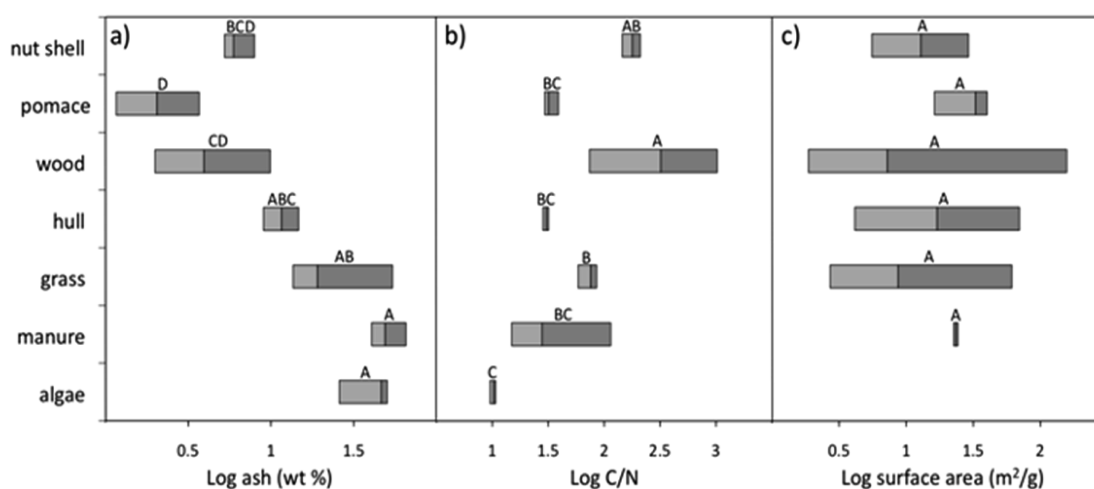 a)
b)
c)
nut shell
BCD
AB
A
pomace
D
BC
A
wood
CD
A
A
hull
ABC
BC
A
grass
AB
B
A
manure
A
BC
A
algae
A
C
0.5 1 1.5
1 1.5 2 2.5 3
0.5 1 1.5 2
Log ash (wt %)
Log C/N
Log surface area (m²/g)